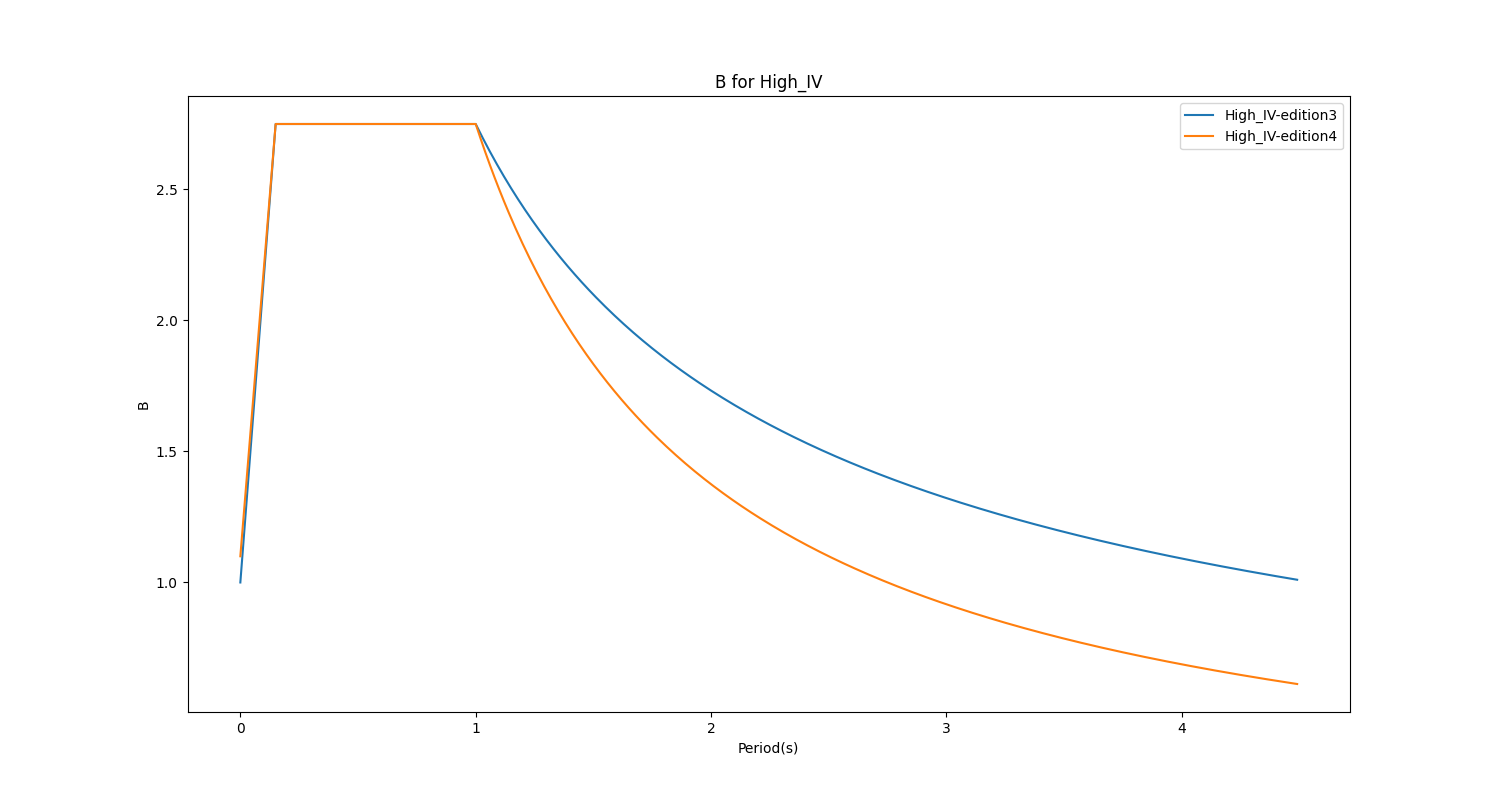 B for High_IV
High_IV-edition3
High_IV-edition4
2.5
2.0
1.5
1.0
B
0 1 2 3 4
Period(s)